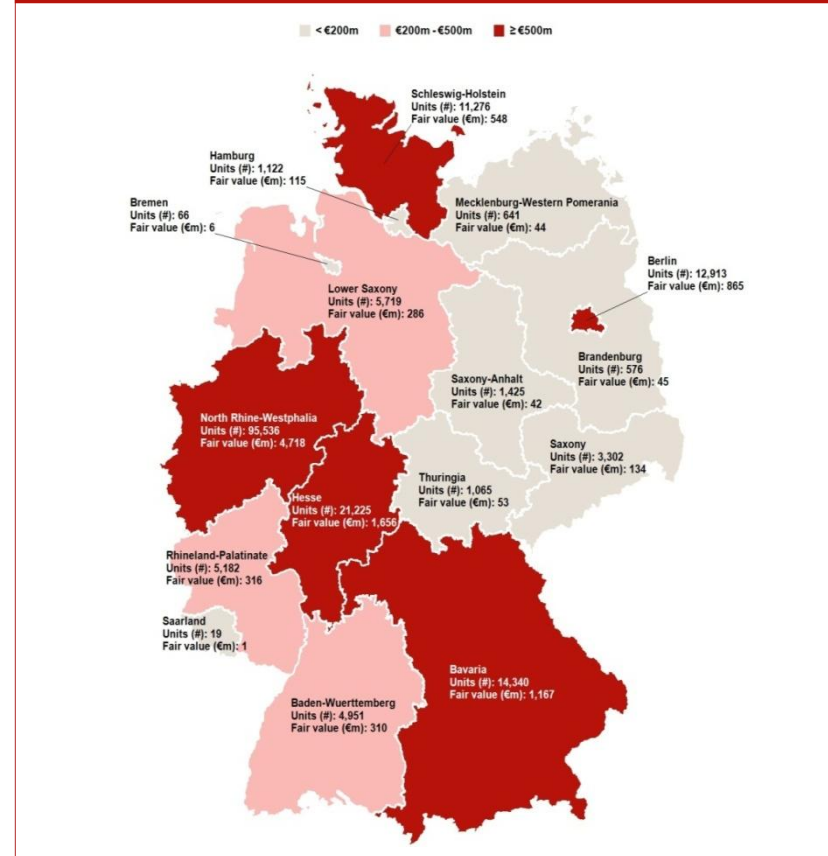 < €200m €200m - €500m ≥ €500m
Schleswig-Holstein
Units (#): 11,276
Fair value (€m): 548
Hamburg
Units (#): 1,122
Fair value (€m): 115
Bremen
Units (#): 66
Fair value (€m): 6
Mecklenburg-Western Pomerania
Units (#): 641
Fair value (€m): 44
Berlin
Units (#): 12,913
Fair value (€m): 865
Lower Saxony
Units (#): 5,719
Fair value (€m): 286
Brandenburg
Units (#): 576
Fair value (€m): 45
Saxony-Anhalt
Units (#): 1,425
Fair value (€m): 42
North Rhine-Westphalia
Units (#): 95,536
Fair value (€m): 4,718
Saxony
Units (#): 3,302
Fair value (€m): 134
Thuringia
Units (#): 1,065
Fair value (€m): 53
Hesse
Units (#): 21,225
Fair value (€m): 1,656
Rhineland-Palatinate
Units (#): 5,182
Fair value (€m): 316
Saarland
Units (#): 19
Fair value (€m): 1
Bavaria
Units (#): 14,340
Fair value (€m): 1,167
Baden-Wuerttemberg
Units (#): 4,951
Fair value (€m): 310